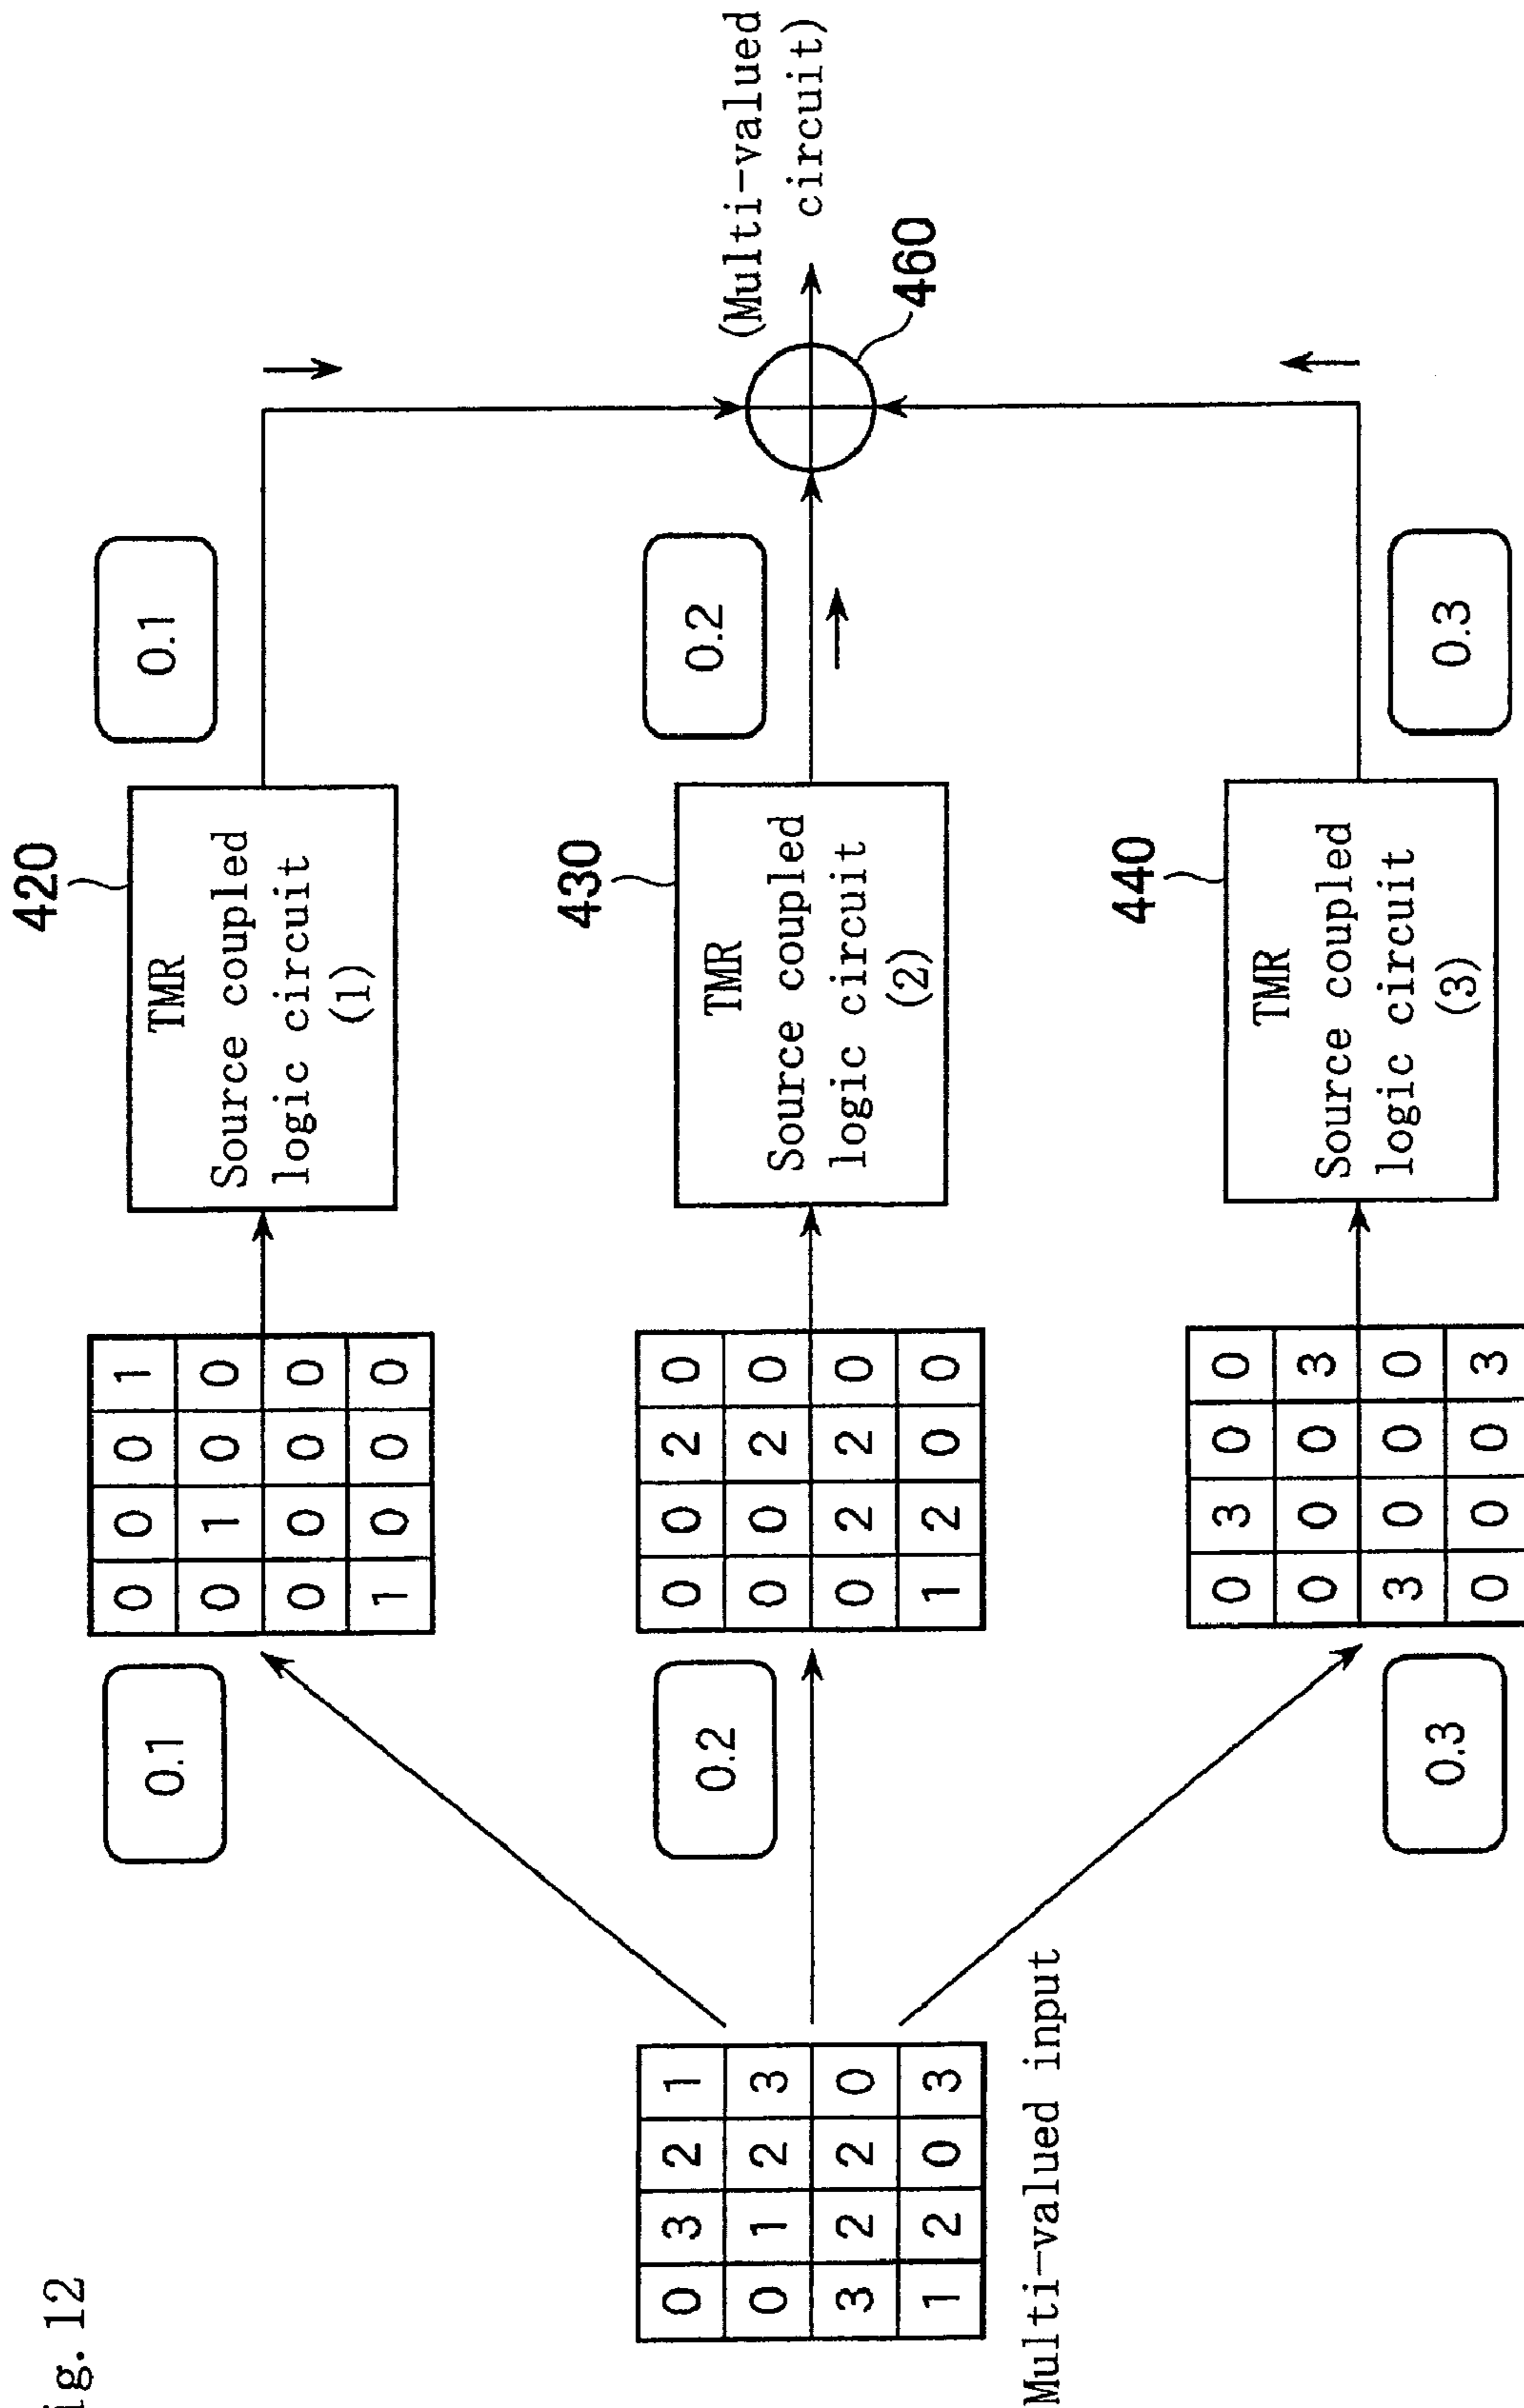 ig. 12
0 3 2 1
0 1 2 3
3 2 2 0
1 2 0 3
Multi-valued input
0.1
0 0 0 1
0 1 0 0
0 0 0 0
1 0 0 0
420
TMR
Source coupled
logic circuit
(1)
0.1
0.2
0 0 2 0
0 0 2 0
0 2 2 0
1 2 0 0
430
TMR
Source coupled
logic circuit
(2)
0.2
0.3
0 3 0 0
0 0 0 3
3 0 0 0
0 0 0 3
440
TMR
Source coupled
logic circuit
(3)
0.3
460
(Multi-valued
circuit)